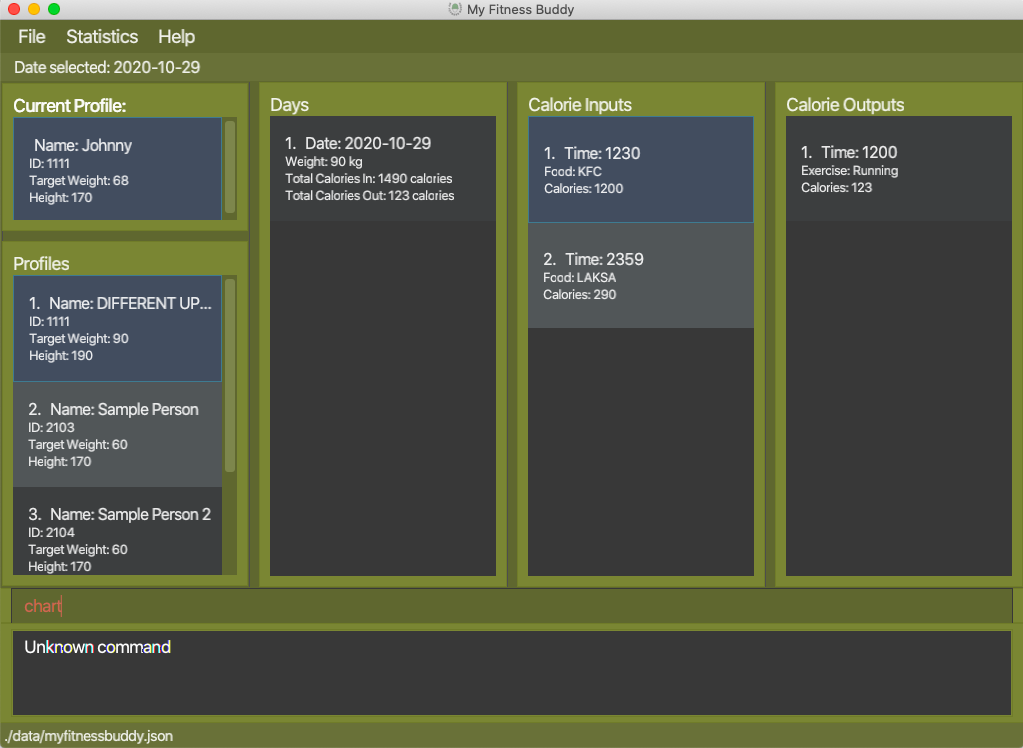 My Fitness Buddy
File Statistics Help
Date selected: 2020-10-29
Current Profile:
Name: Johnny
ID: 1111
Target Weight: 68
Height: 170
Profiles
1. Name: DIFFERENT UP...
ID: 1111
Target Weight: 90
Height: 190
2. Name: Sample Person
ID: 2103
Target Weight: 60
Height: 170
3. Name: Sample Person 2
ID: 2104
Target Weight: 60
Height: 170
Days
1. Date: 2020-10-29
Weight: 90 kg
Total Calories In: 1490 calories
Total Calories Out: 123 calories
Calorie Inputs
1. Time: 1230
Food: KFC
Calories: 1200
2. Time: 2359
Food: LAKSA
Calories: 290
Calorie Outputs
1. Time: 1200
Exercise: Running
Calories: 123
chart
Unknown command
./data/myfitnessbuddy.json